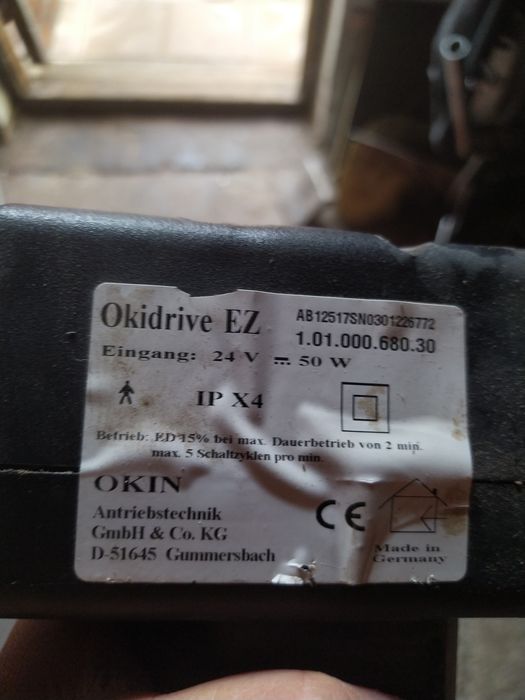 Okidrive EZ
AB12517SN0301226772
1.01.000.680.30
Eingang: 24 V ⎓ 50 W
IP X4
Betrieb: ED 15% bei max. Dauerbetrieb von 2 min.
max. 5 Schaltzyklen pro min.
OKIN
Antriebstechnik
GmbH & Co. KG
D-51645 Gummersbach
CE
Made in
Germany